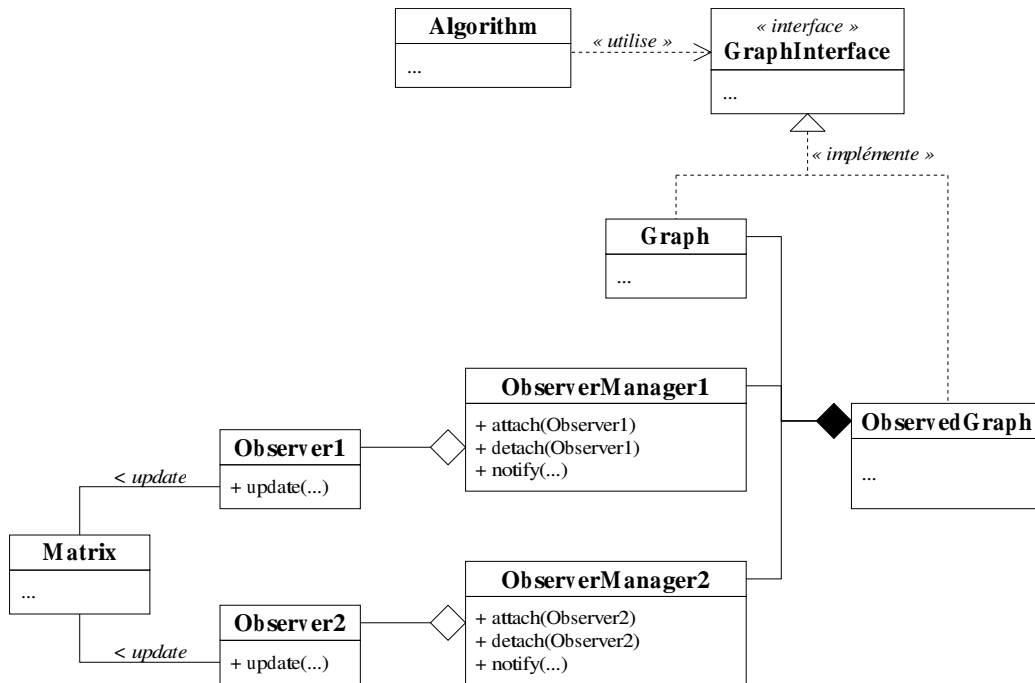 Algorithm
...
« utilise »
« interface »
GraphInterface
...
« implémente »
Graph
...
ObserverManager1
+ attach(Observer1)
+ detach(Observer1)
+ notify(...)
ObservedGraph
...
Observer1
+ update(...)
< update
Matrix
...
ObserverManager2
+ attach(Observer2)
+ detach(Observer2)
+ notify(...)
Observer2
+ update(...)
< update